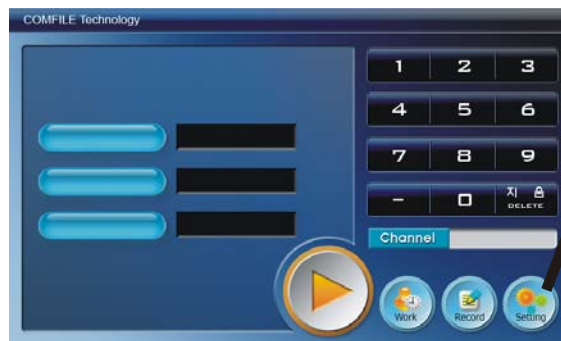 COMFILE Technology
1 2 3
4 5 6
7 8 9
- 0 지 움
DELETE
Channel
Work Record Setting